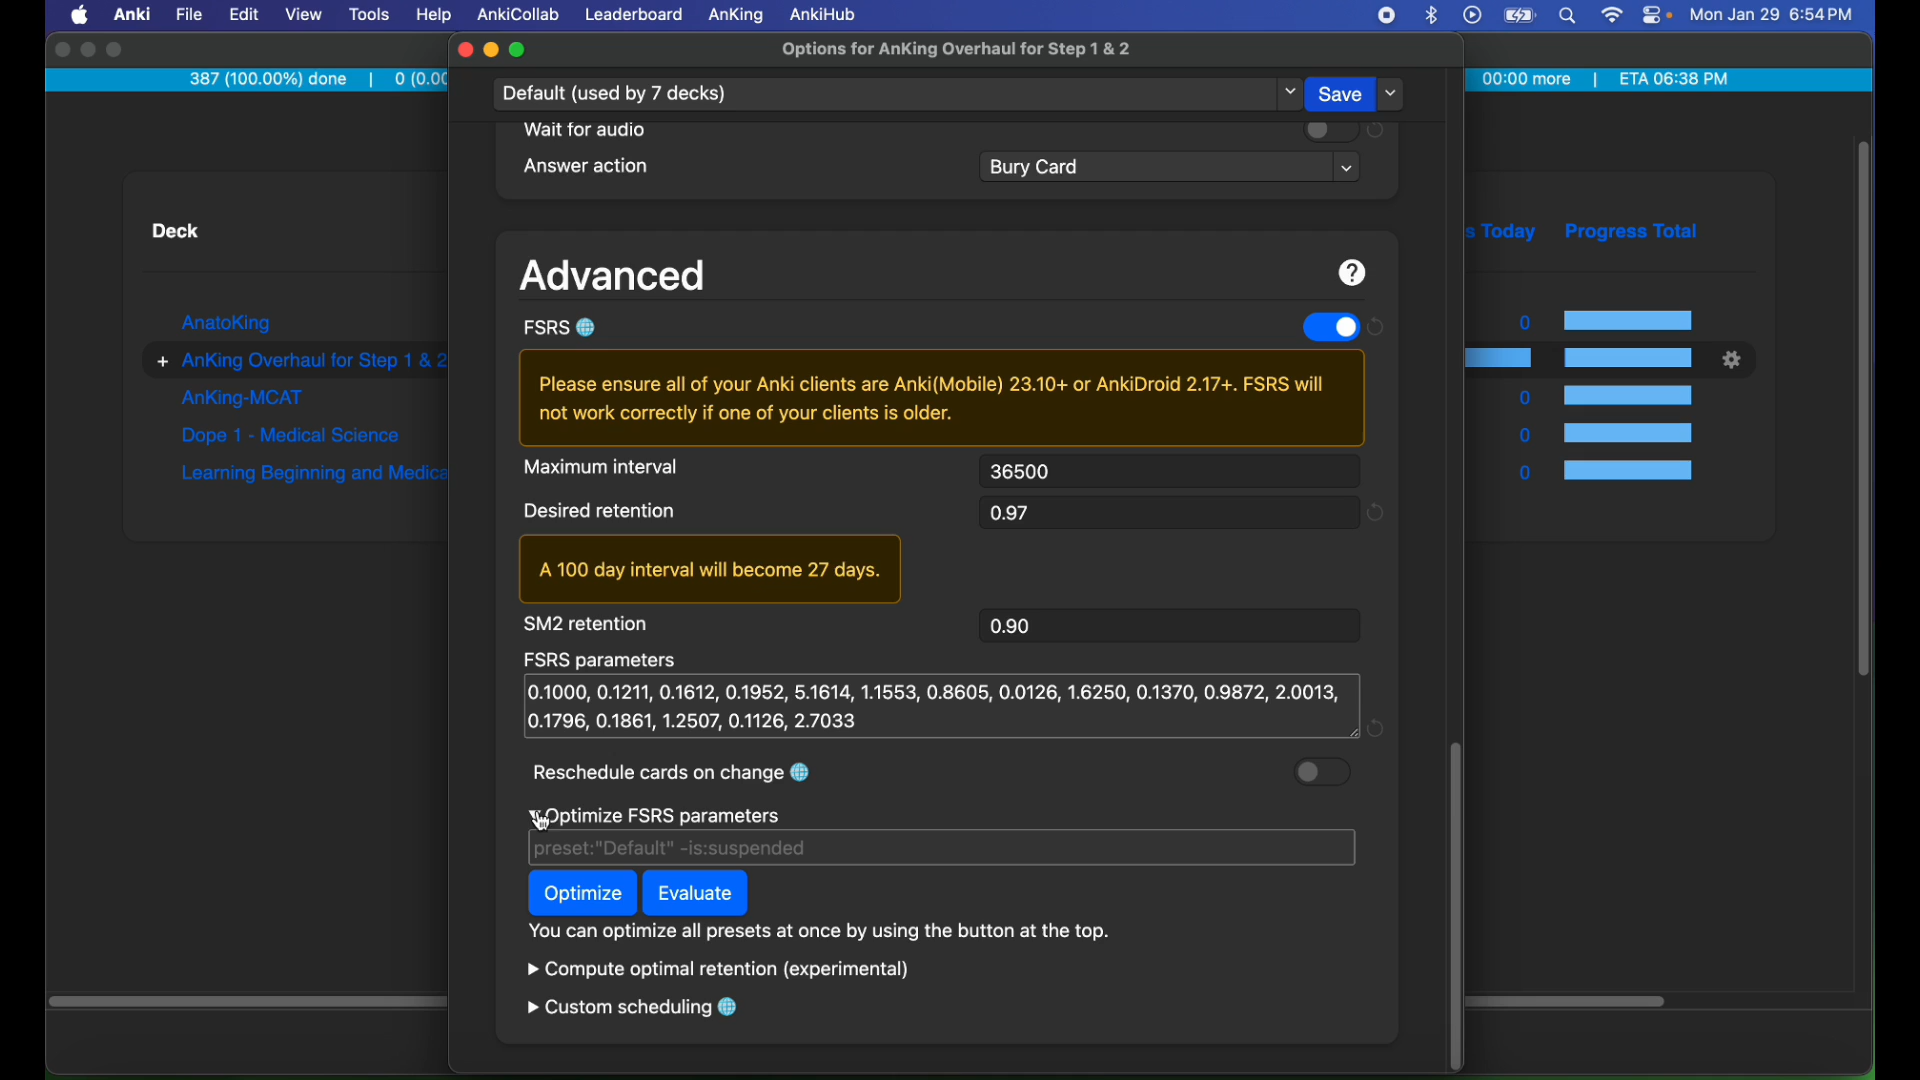 Anki File Edit View Tools Help AnkiCollab Leaderboard AnKing AnkiHub Mon Jan 29 6:54 PM
Options for AnKing Overhaul for Step 1 & 2
387 (100.00%) done | 0 (0.00 00:00 more | ETA 06:38 PM
Default (used by 7 decks) Save
Wait for audio
Answer action Bury Card
Deck s Today Progress Total
Advanced ?
AnatoKing 0
FSRS
+ AnKing Overhaul for Step 1 & 2
Please ensure all of your Anki clients are Anki(Mobile) 23.10+ or AnkiDroid 2.17+. FSRS will
not work correctly if one of your clients is older.
AnKing-MCAT 0
Dope 1 - Medical Science 0
Learning Beginning and Medica 0
Maximum interval 36500
Desired retention 0.97
A 100 day interval will become 27 days.
SM2 retention 0.90
FSRS parameters
0.1000, 0.1211, 0.1612, 0.1952, 5.1614, 1.1553, 0.8605, 0.0126, 1.6250, 0.1370, 0.9872, 2.0013,
0.1796, 0.1861, 1.2507, 0.1126, 2.7033
Reschedule cards on change
Optimize FSRS parameters
preset:"Default" -is:suspended
Optimize Evaluate
You can optimize all presets at once by using the button at the top.
Compute optimal retention (experimental)
Custom scheduling